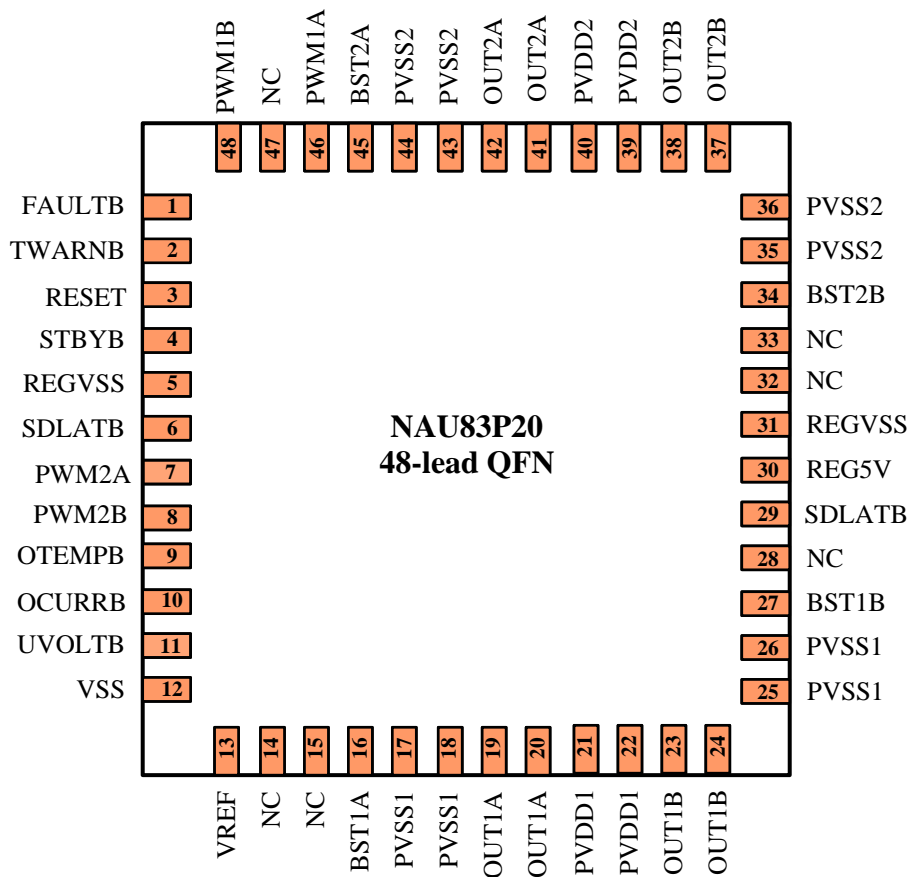 PWM1B
NC
PWM1A
BST2A
PVSS2
PVSS2
OUT2A
OUT2A
PVDD2
PVDD2
OUT2B
OUT2B
48
47
46
45
44
43
42
41
40
39
38
37
FAULTB 1
TWARNB 2
RESET 3
STBYB 4
REGVSS 5
SDLATB 6
PWM2A 7
PWM2B 8
OTEMPB 9
OCURRB 10
UVOLTB 11
VSS 12
NAU83P20
48-lead QFN
36 PVSS2
35 PVSS2
34 BST2B
33 NC
32 NC
31 REGVSS
30 REG5V
29 SDLATB
28 NC
27 BST1B
26 PVSS1
25 PVSS1
13
14
15
16
17
18
19
20
21
22
23
24
VREF
NC
NC
BST1A
PVSS1
PVSS1
OUT1A
OUT1A
PVDD1
PVDD1
OUT1B
OUT1B